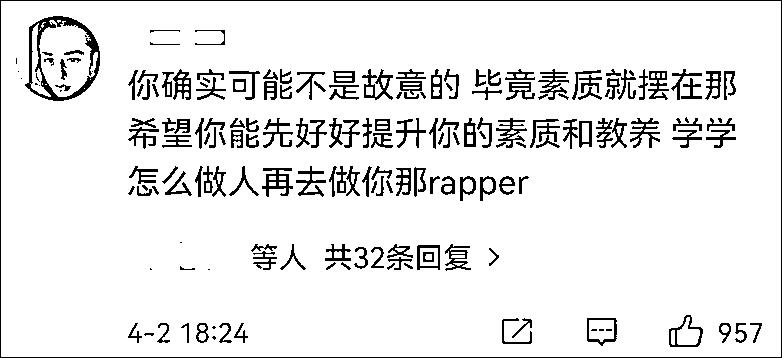 你确实可能不是故意的 毕竟素质就摆在那
希望你能先好好提升你的素质和教养 学学
怎么做人再去做你那rapper
等人 共32条回复 >
4-2 18:24
957